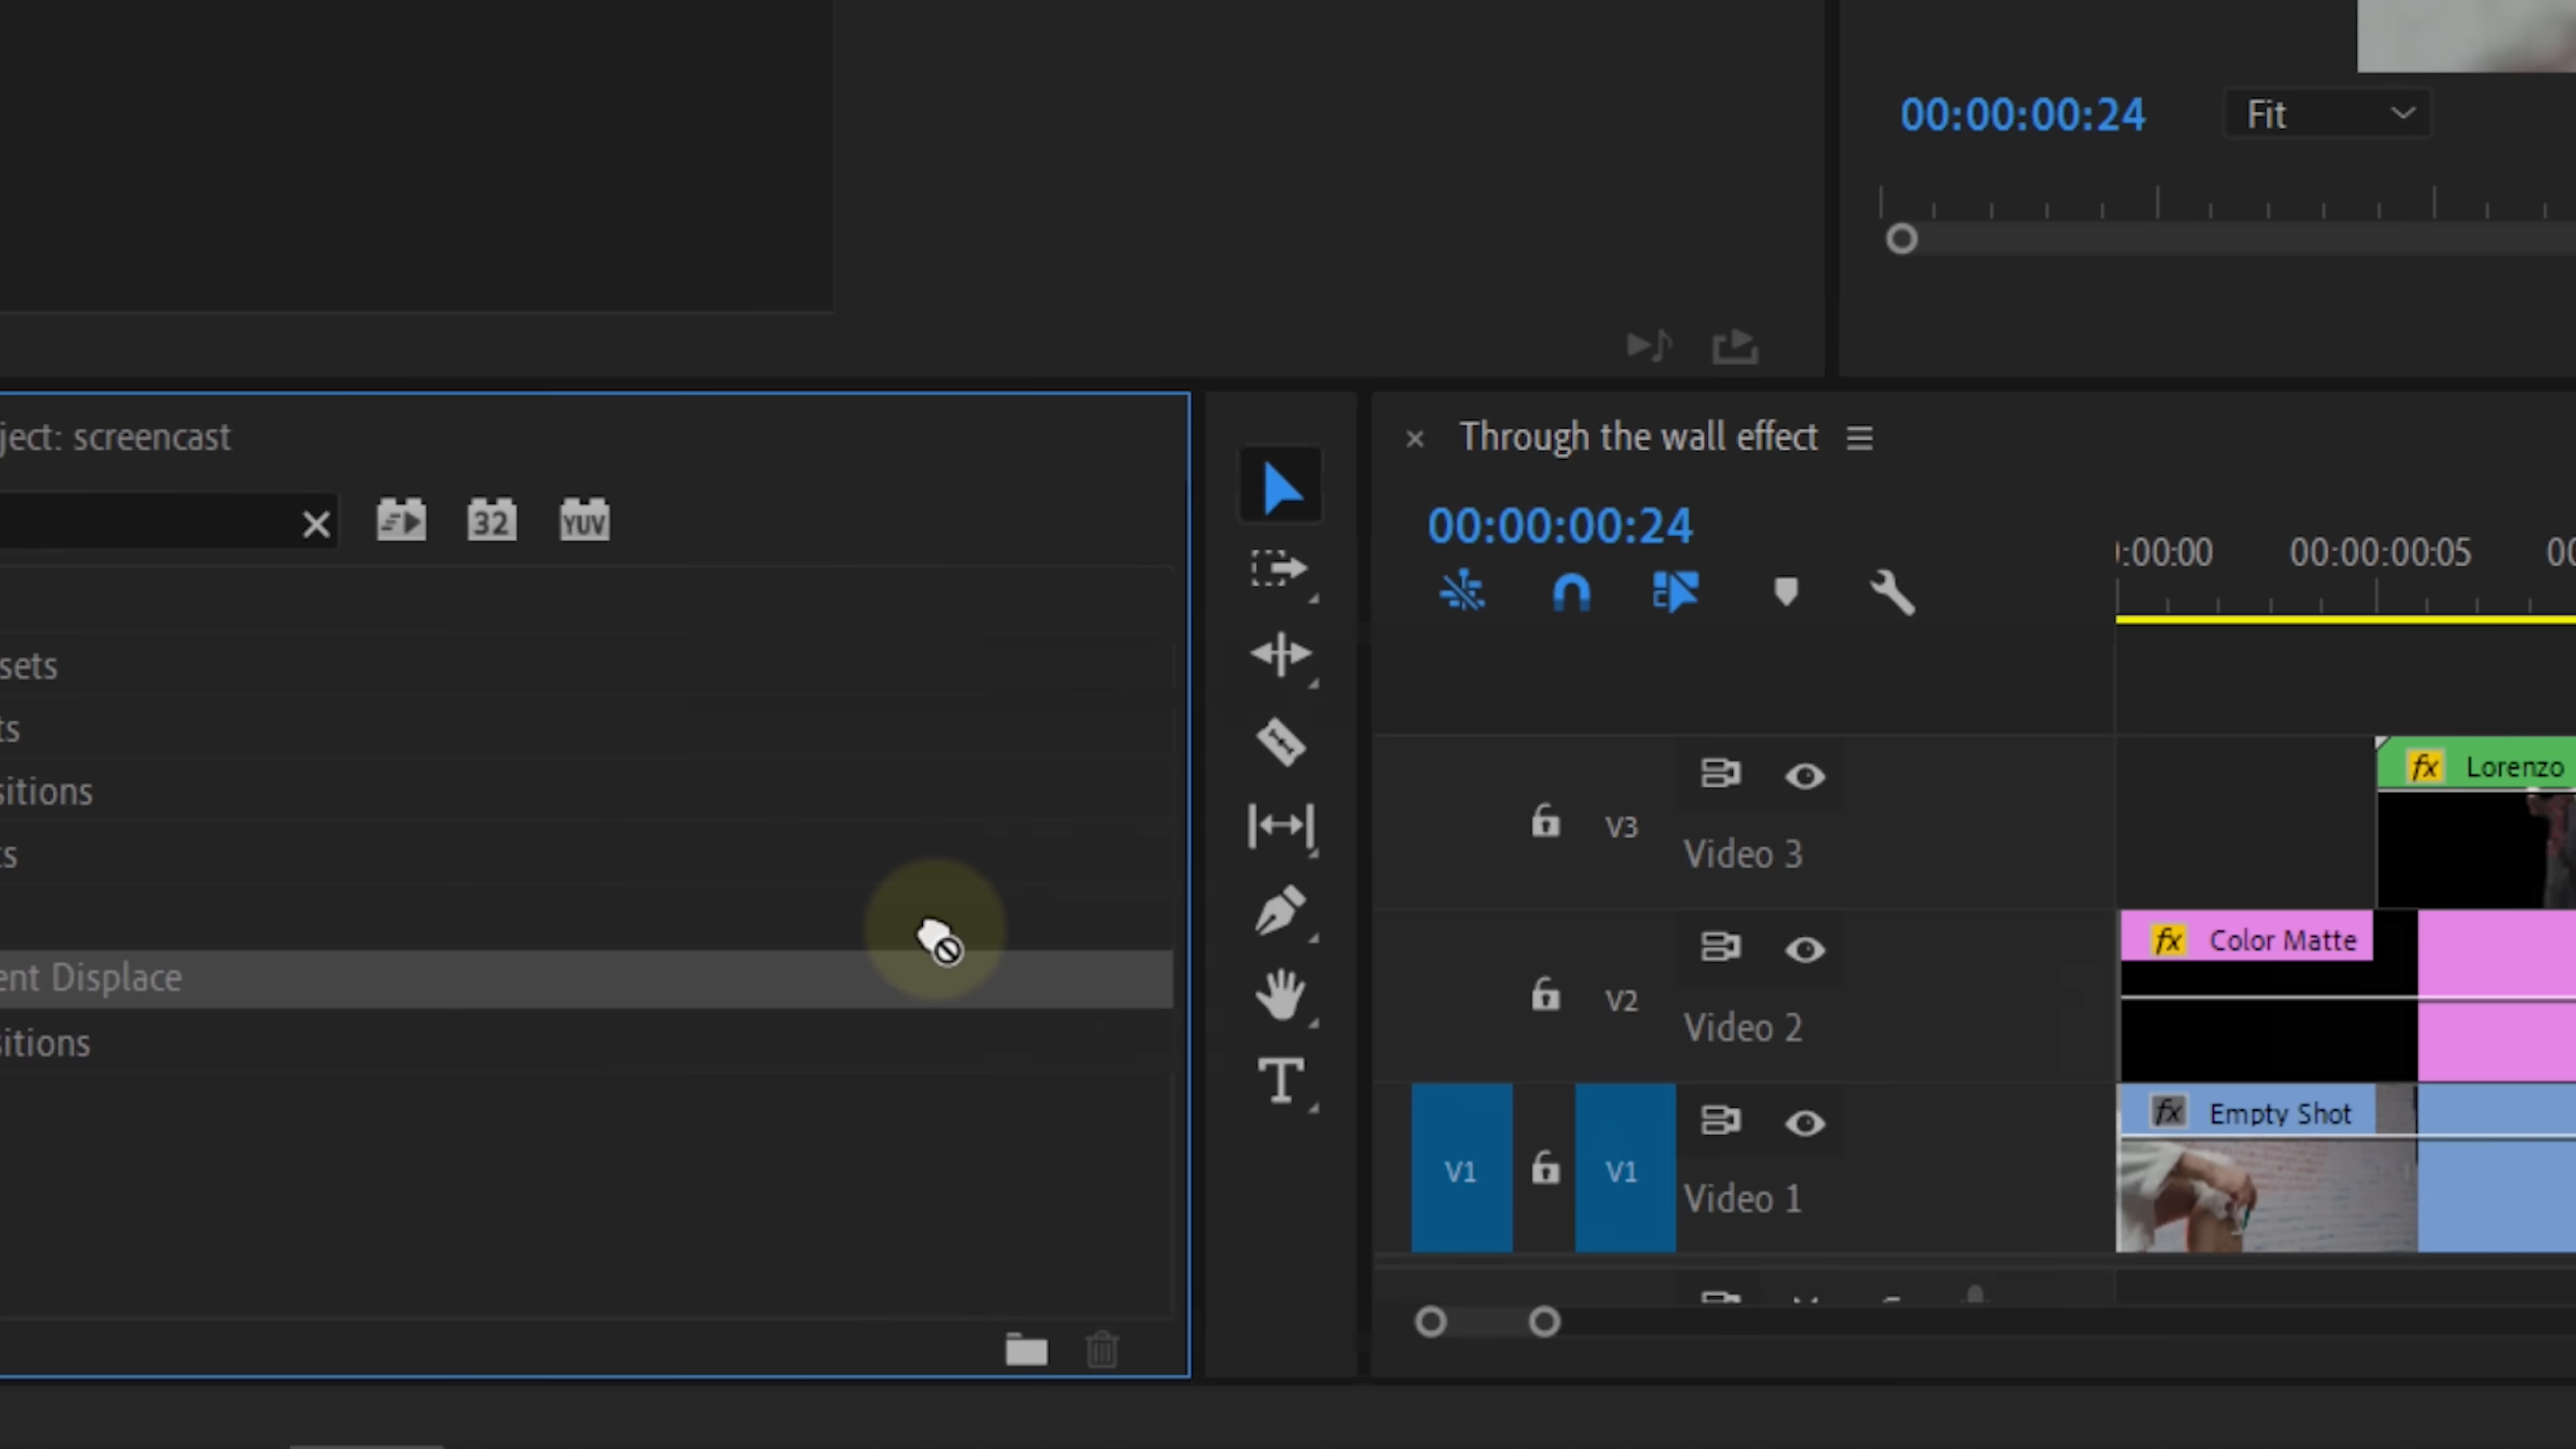 00:00:00:24 Fit
ject: screencast
Through the wall effect
32 YUV
00:00:00:24
:00:00 00:00:00:05 00
sets
ts
sitions
ts
ent Displace
sitions
fx Lorenzo
V3
Video 3
fx Color Matte
V2
Video 2
fx Empty Shot
V1 V1
Video 1